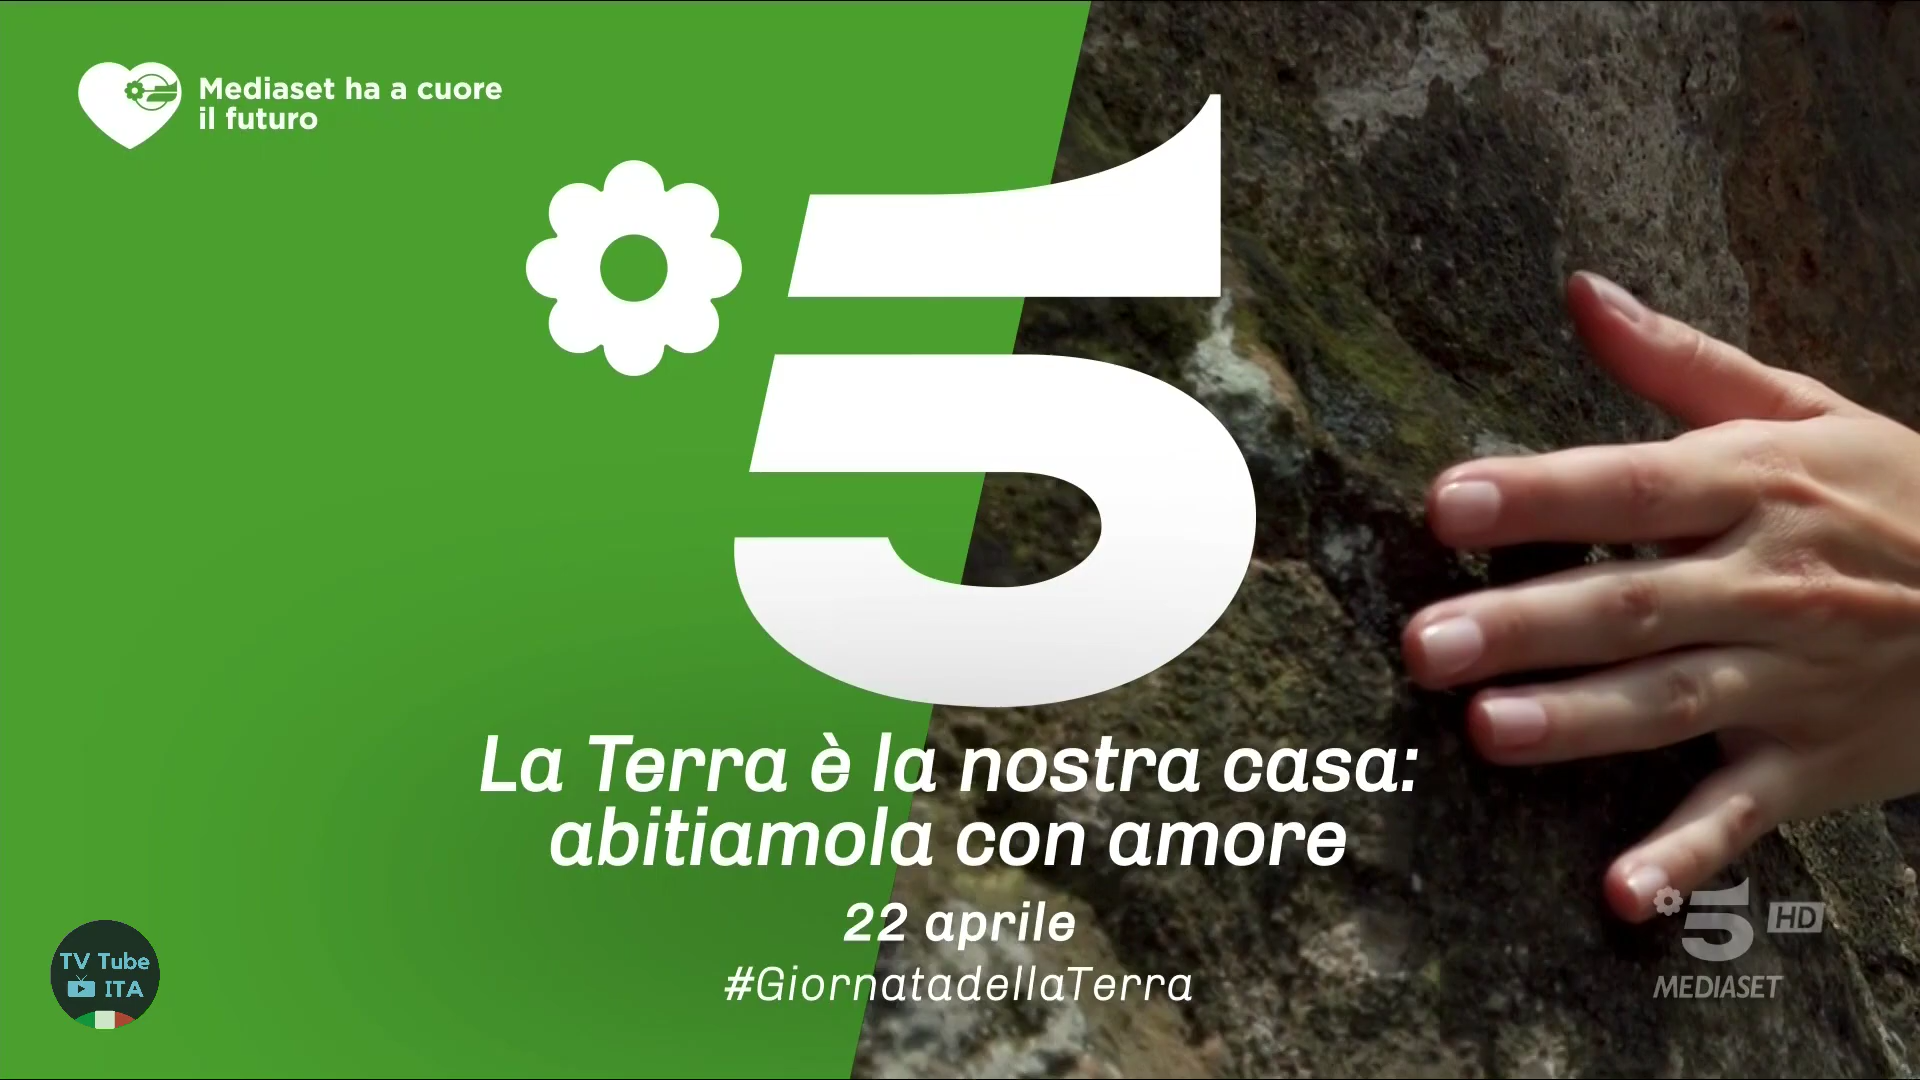 Mediaset ha a cuore
il futuro
5
La Terra è la nostra casa:
abitiamola con amore
22 aprile
#GiornatadellaTerra
TV Tube
ITA
5 HD
MEDIASET